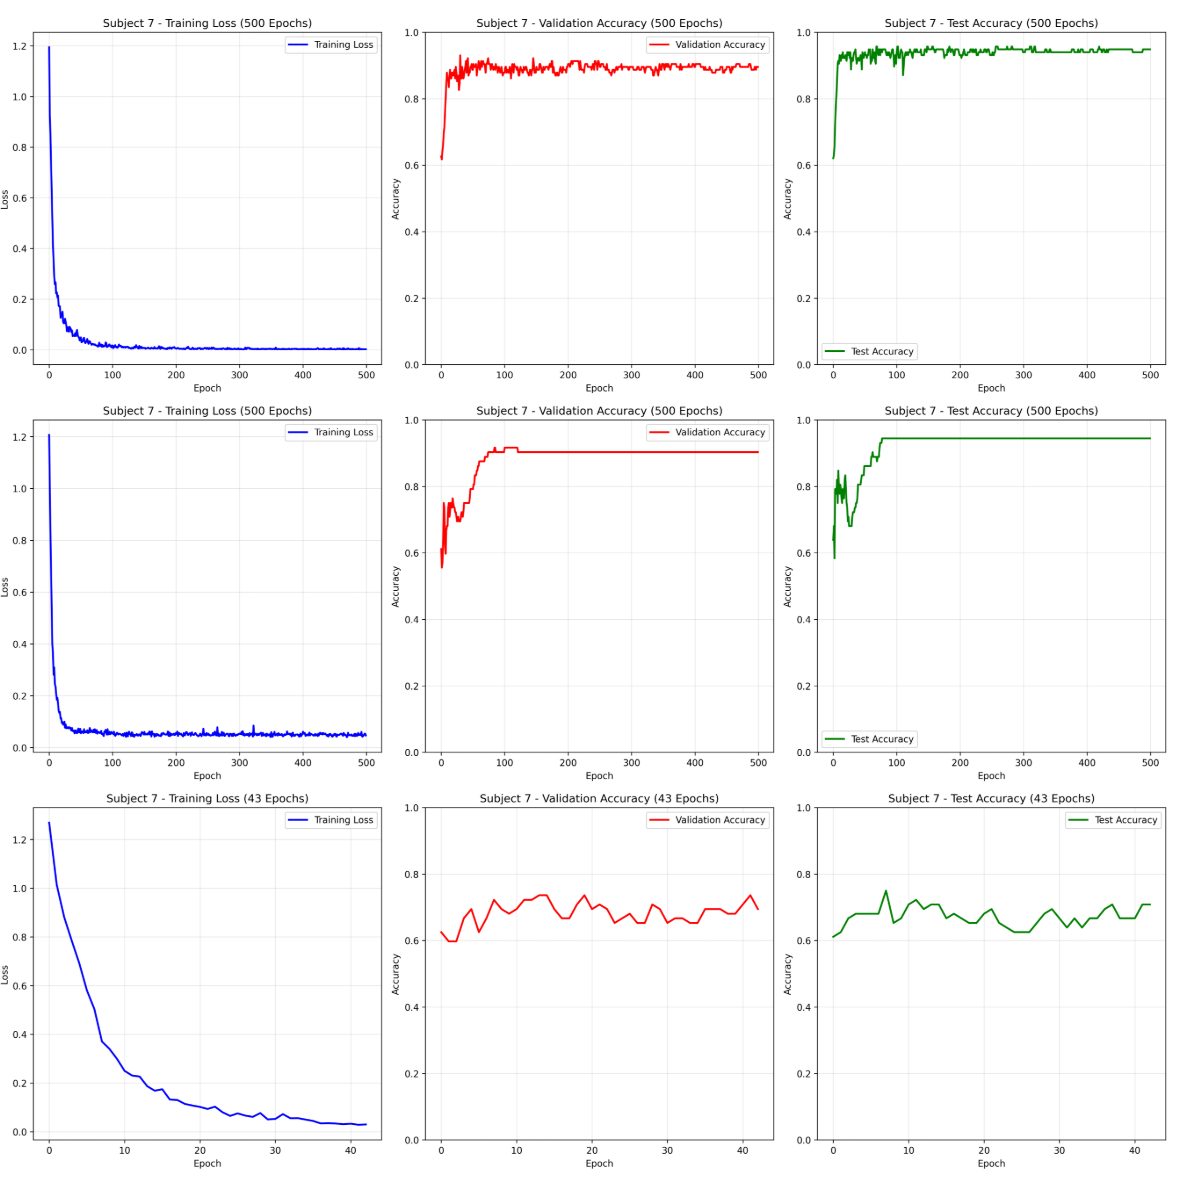 Subject 7 - Training Loss (500 Epochs)
Training Loss
Loss
1.2
1.0
0.8
0.6
0.4
0.2
0.0
0 100 200 300 400 500
Epoch
Subject 7 - Validation Accuracy (500 Epochs)
Validation Accuracy
Accuracy
1.0
0.8
0.6
0.4
0.2
0.0
0 100 200 300 400 500
Epoch
Subject 7 - Test Accuracy (500 Epochs)
Test Accuracy
Accuracy
1.0
0.8
0.6
0.4
0.2
0.0
0 100 200 300 400 500
Epoch
Subject 7 - Training Loss (500 Epochs)
Training Loss
Loss
1.2
1.0
0.8
0.6
0.4
0.2
0.0
0 100 200 300 400 500
Epoch
Subject 7 - Validation Accuracy (500 Epochs)
Validation Accuracy
Accuracy
1.0
0.8
0.6
0.4
0.2
0.0
0 100 200 300 400 500
Epoch
Subject 7 - Test Accuracy (500 Epochs)
Test Accuracy
Accuracy
1.0
0.8
0.6
0.4
0.2
0.0
0 100 200 300 400 500
Epoch
Subject 7 - Training Loss (43 Epochs)
Training Loss
Loss
1.2
1.0
0.8
0.6
0.4
0.2
0.0
0 10 20 30 40
Epoch
Subject 7 - Validation Accuracy (43 Epochs)
Validation Accuracy
Accuracy
1.0
0.8
0.6
0.4
0.2
0.0
0 10 20 30 40
Epoch
Subject 7 - Test Accuracy (43 Epochs)
Test Accuracy
Accuracy
1.0
0.8
0.6
0.4
0.2
0.0
0 10 20 30 40
Epoch